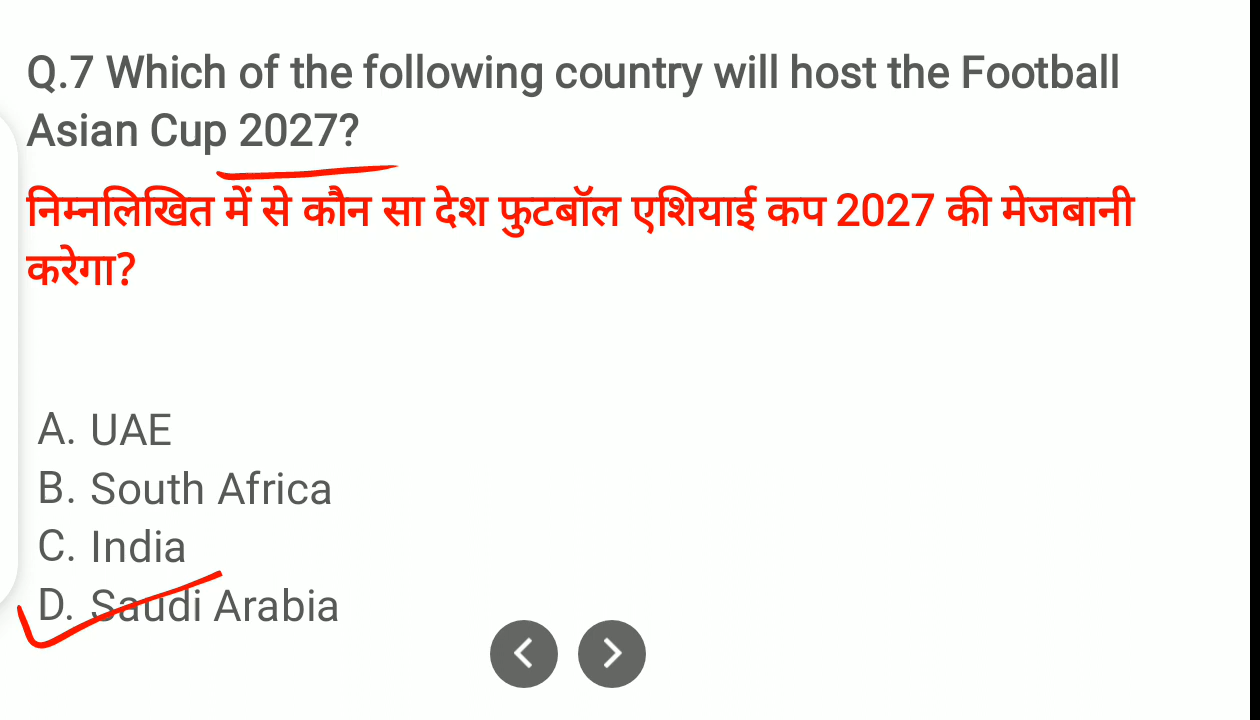 Q.7 Which of the following country will host the Football
Asian Cup 2027?
निम्नलिखित में से कौन सा देश फुटबॉल एशियाई कप 2027 की मेजबानी
करेगा?
A. UAE
B. South Africa
C. India
D. Saudi Arabia